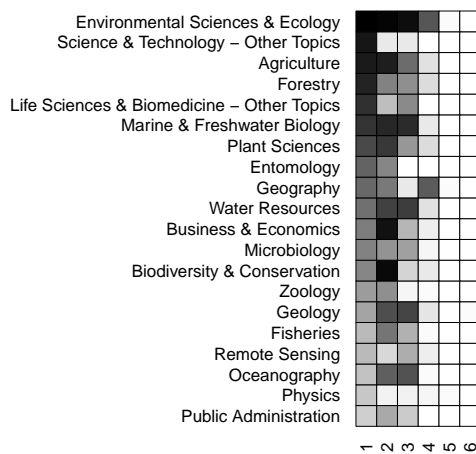 Environmental Sciences & Ecology
Science & Technology − Other Topics
Agriculture
Forestry
Life Sciences & Biomedicine − Other Topics
Marine & Freshwater Biology
Plant Sciences
Entomology
Geography
Water Resources
Business & Economics
Microbiology
Biodiversity & Conservation
Zoology
Geology
Fisheries
Remote Sensing
Oceanography
Physics
Public Administration
1 2 3 4 5 6